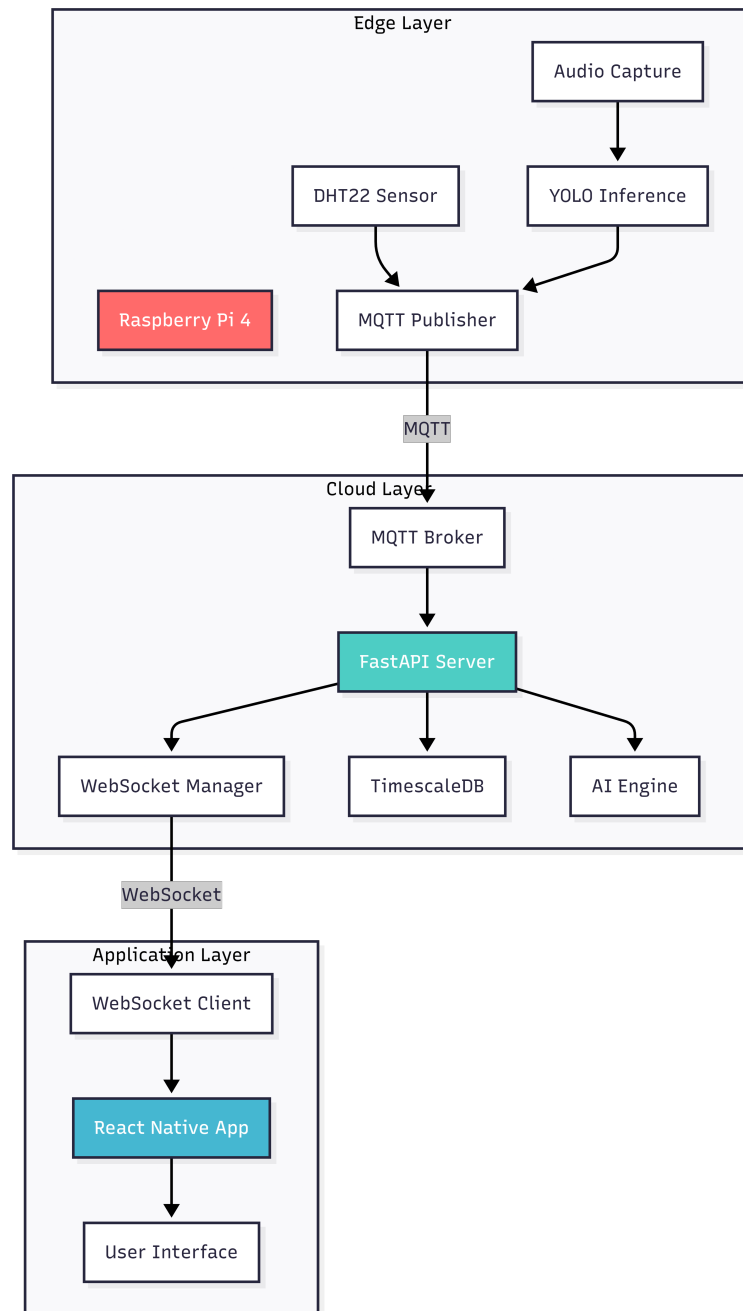 Edge Layer
Audio Capture
DHT22 Sensor
YOLO Inference
Raspberry Pi 4
MQTT Publisher
MQTT
Cloud Layer
MQTT Broker
FastAPI Server
WebSocket Manager
TimescaleDB
AI Engine
WebSocket
Application Layer
WebSocket Client
React Native App
User Interface